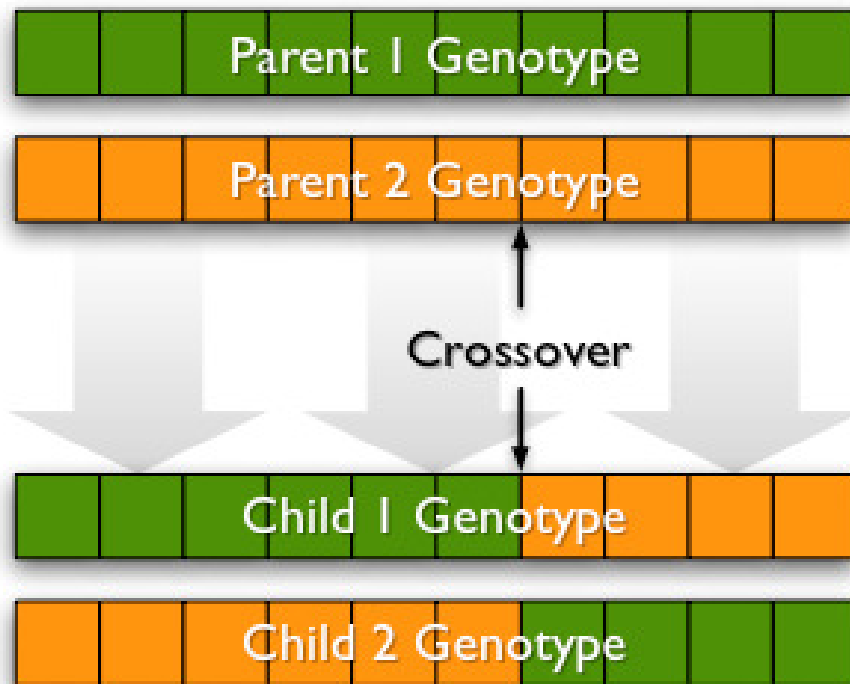 Parent 1 Genotype
Parent 2 Genotype
Crossover
Child 1 Genotype
Child 2 Genotype